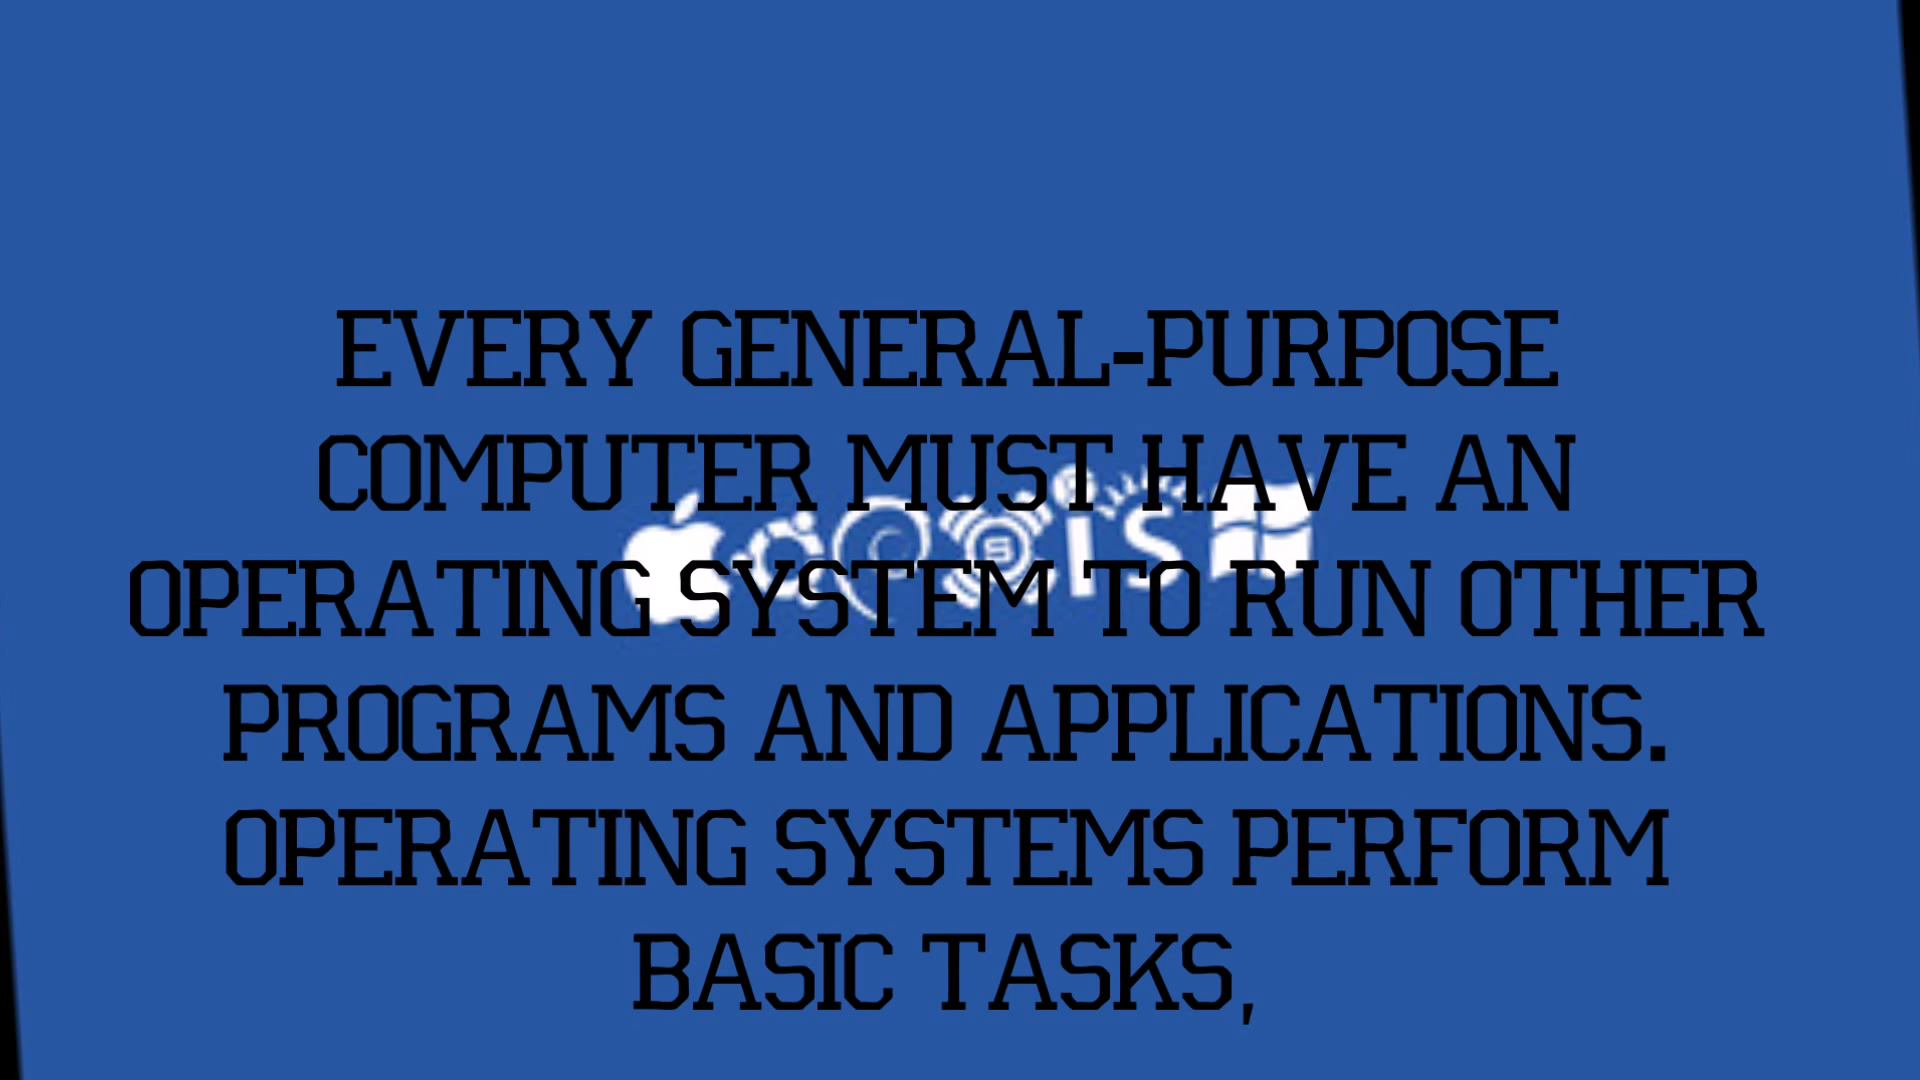 EVERY GENERAL-PURPOSE
COMPUTER MUST HAVE AN
OPERATING SYSTEM TO RUN OTHER
PROGRAMS AND APPLICATIONS.
OPERATING SYSTEMS PERFORM
BASIC TASKS,